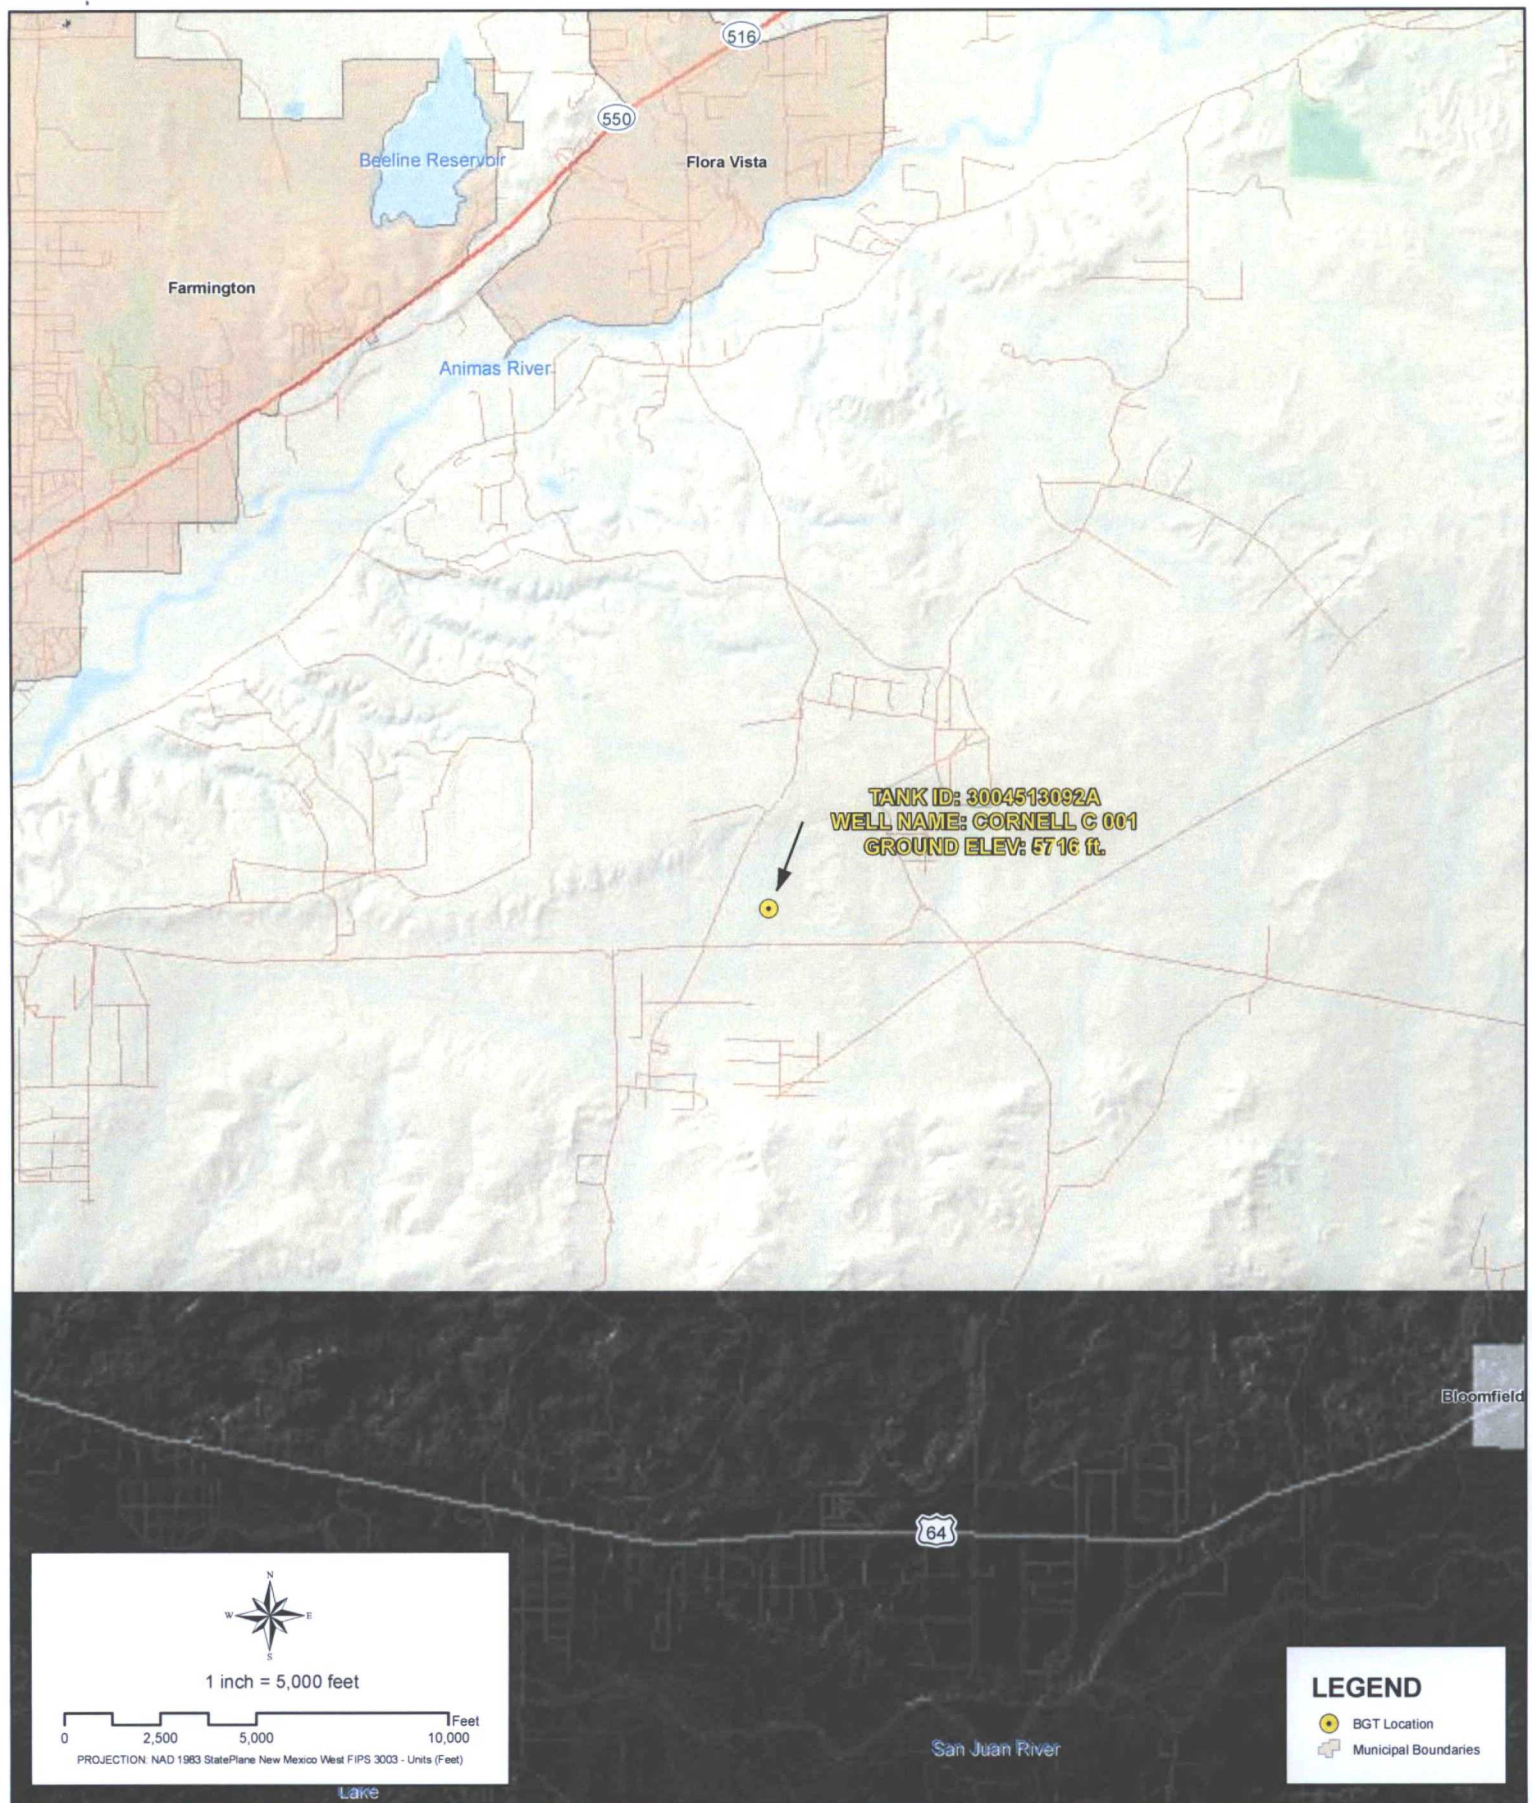 516
550
Beeline Reservoir
Flora Vista
Farmington
Animas River
TANK ID: 3004513092A
WELL NAME: CORNELL C 001
GROUND ELEV: 5716 ft.
Bloomfield
64
N
W E
S
1 inch = 5,000 feet
Feet
0 2,500 5,000 10,000
PROJECTION: NAD 1983 StatePlane New Mexico West FIPS 3003 - Units (Feet)
LEGEND
BGT Location
Municipal Boundaries
San Juan River
Lake